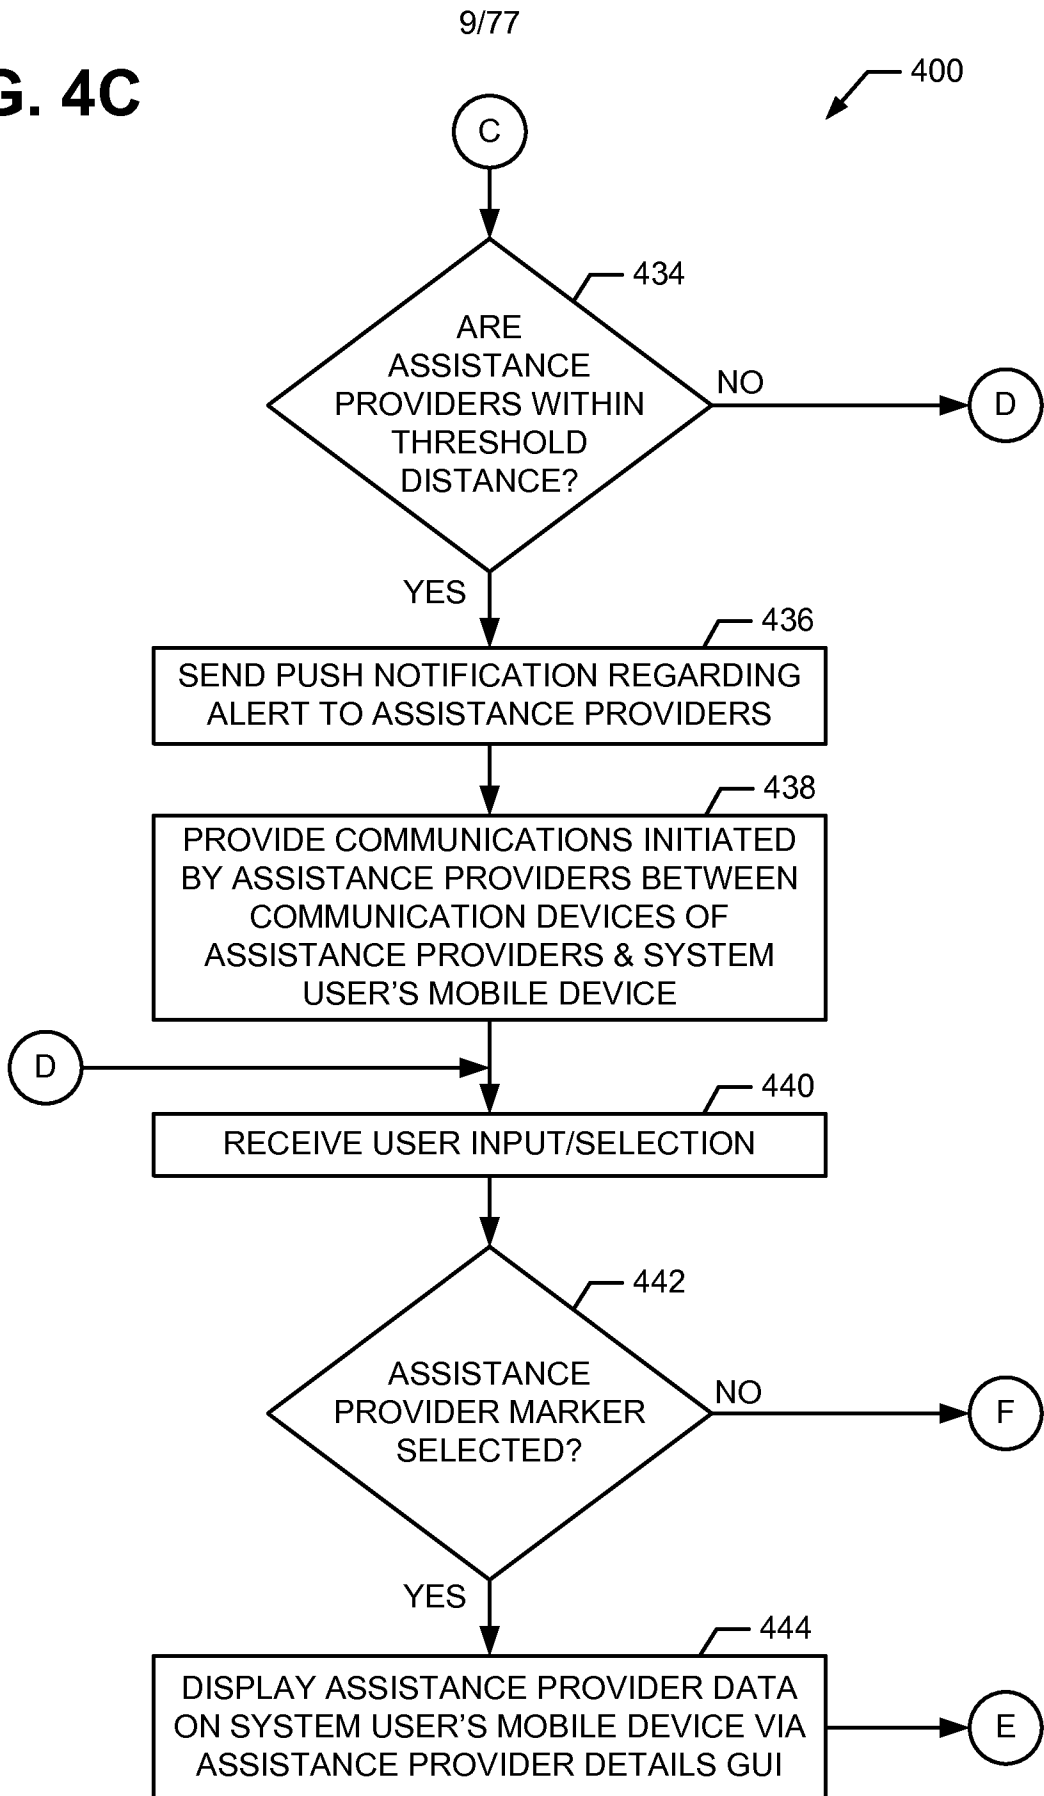 9/77
G. 4C
400
C
434
ARE
ASSISTANCE
PROVIDERS WITHIN
THRESHOLD
DISTANCE?
NO
D
YES
436
SEND PUSH NOTIFICATION REGARDING
ALERT TO ASSISTANCE PROVIDERS
438
PROVIDE COMMUNICATIONS INITIATED
BY ASSISTANCE PROVIDERS BETWEEN
COMMUNICATION DEVICES OF
ASSISTANCE PROVIDERS & SYSTEM
USER'S MOBILE DEVICE
D
440
RECEIVE USER INPUT/SELECTION
442
ASSISTANCE
PROVIDER MARKER
SELECTED?
NO
F
YES
444
DISPLAY ASSISTANCE PROVIDER DATA
ON SYSTEM USER'S MOBILE DEVICE VIA
ASSISTANCE PROVIDER DETAILS GUI
E